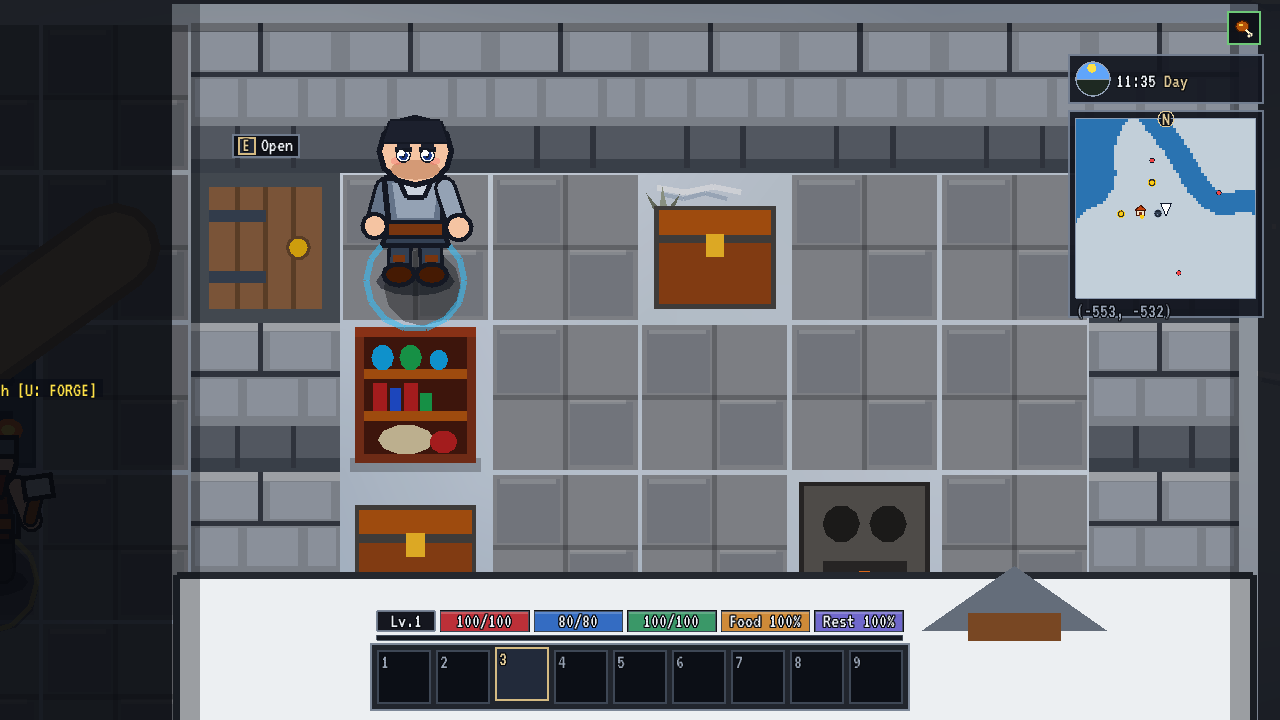 11:35 Day
N
E Open
(-553, -532)
h [U: FORGE]
Lv.1 100/100 80/80 100/100 Food 100% Rest 100%
1 2 3 4 5 6 7 8 9